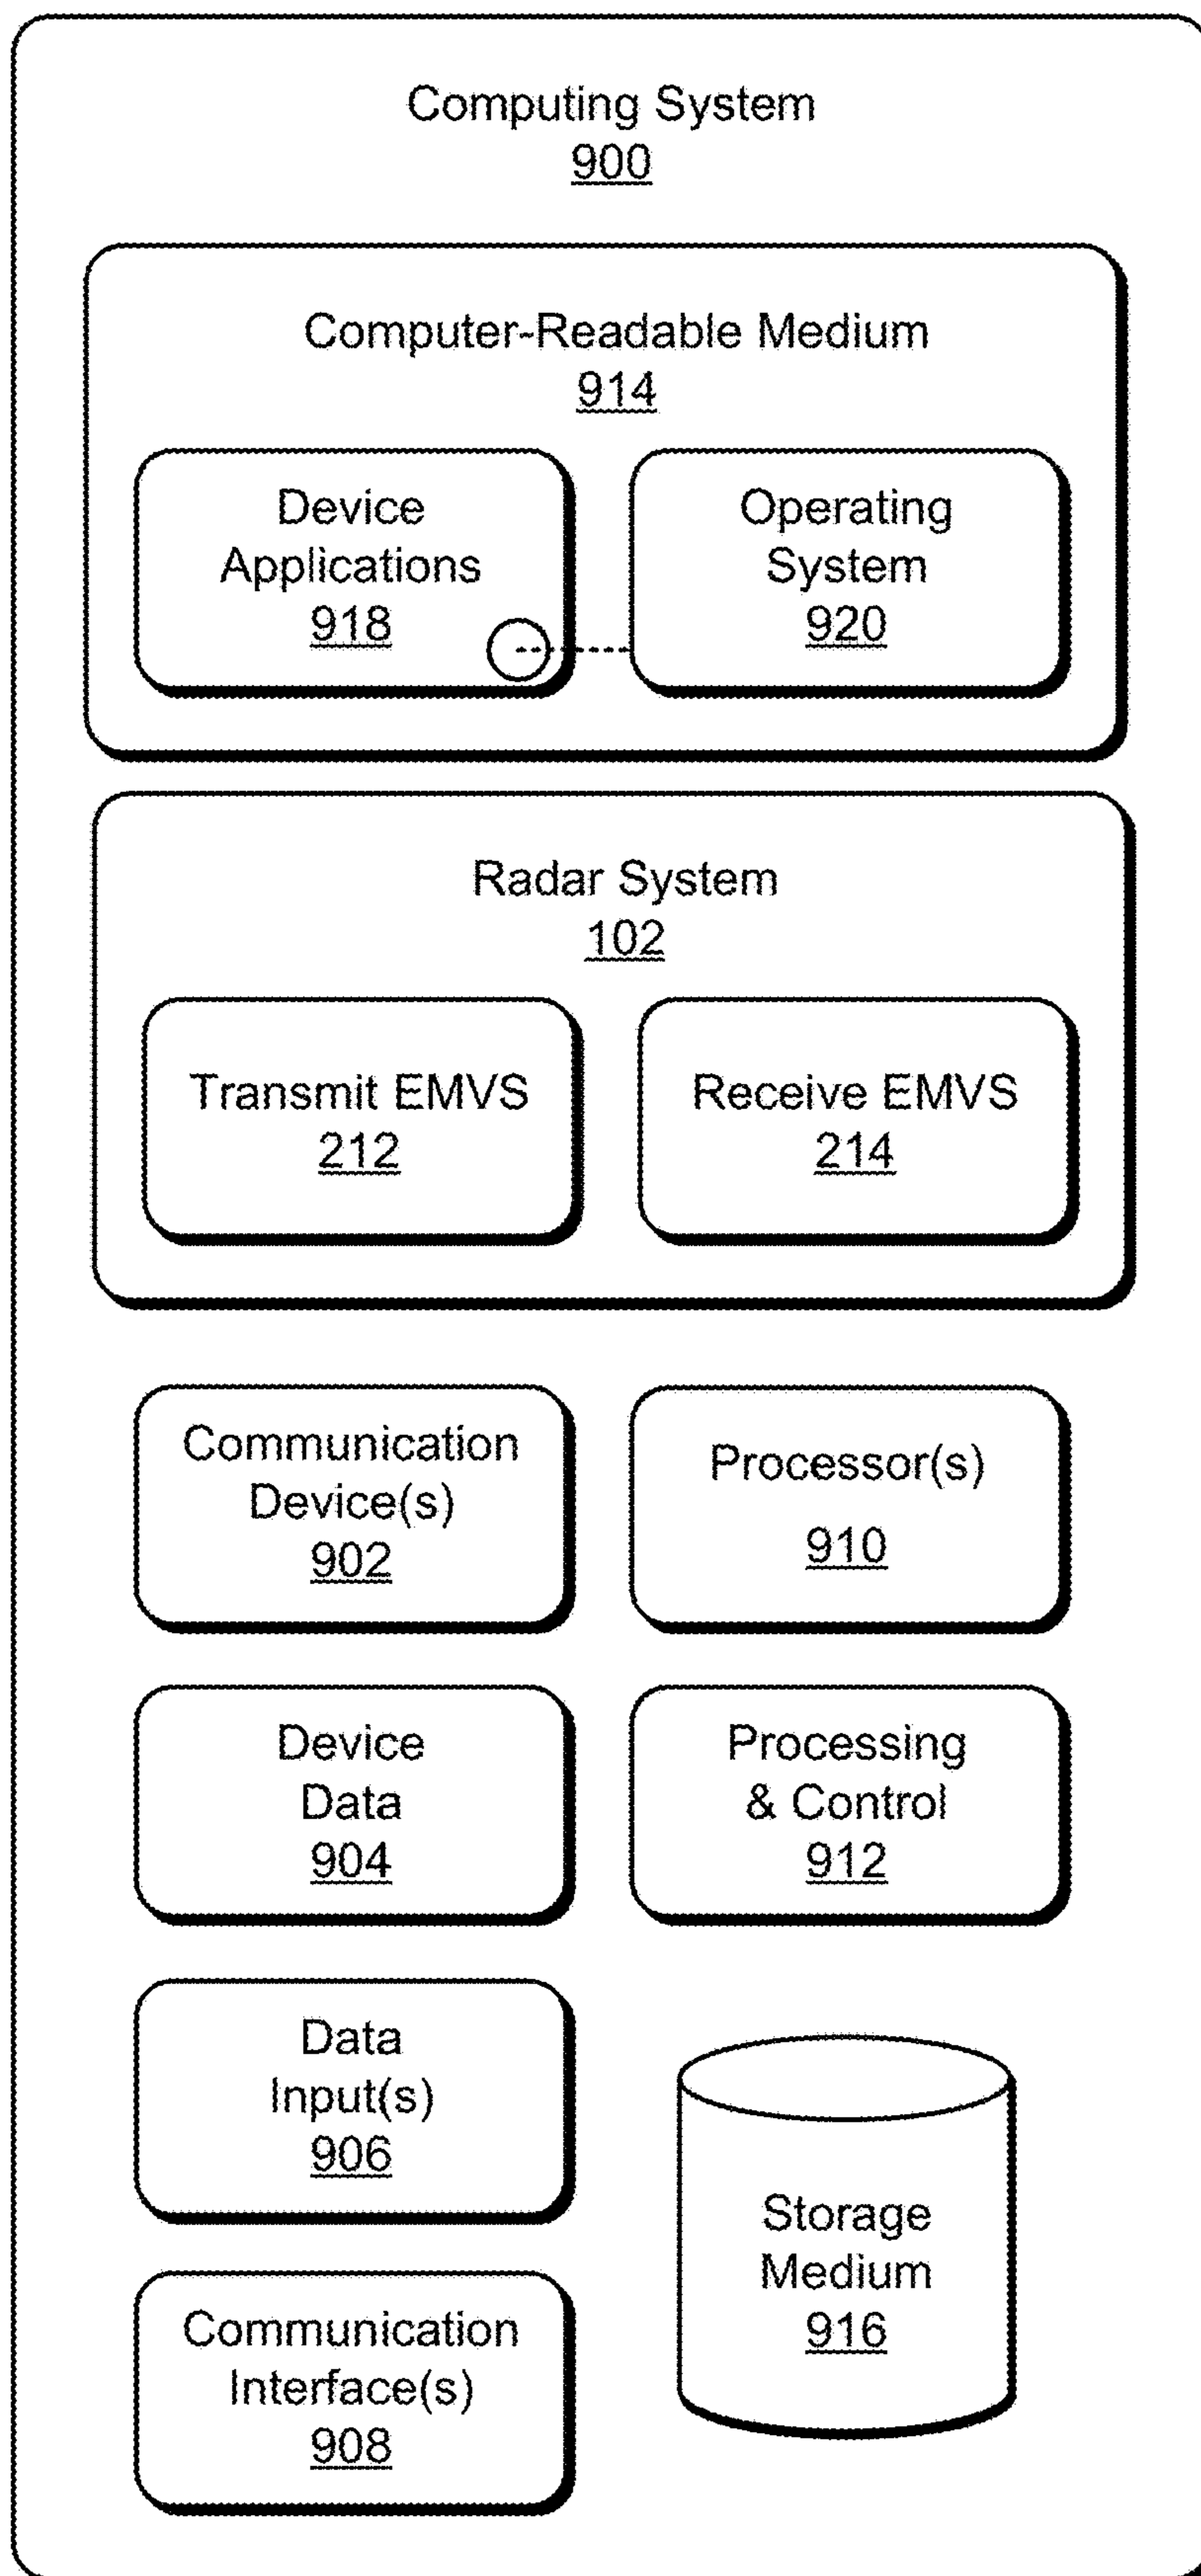 Computing System
900
Computer-Readable Medium
914
Device
Applications
918
Operating
System
920
Radar System
102
Transmit EMVS
212
Receive EMVS
214
Communication
Device(s)
902
Processor(s)
910
Device
Data
904
Processing
& Control
912
Data
Input(s)
906
Storage
Medium
916
Communication
Interface(s)
908